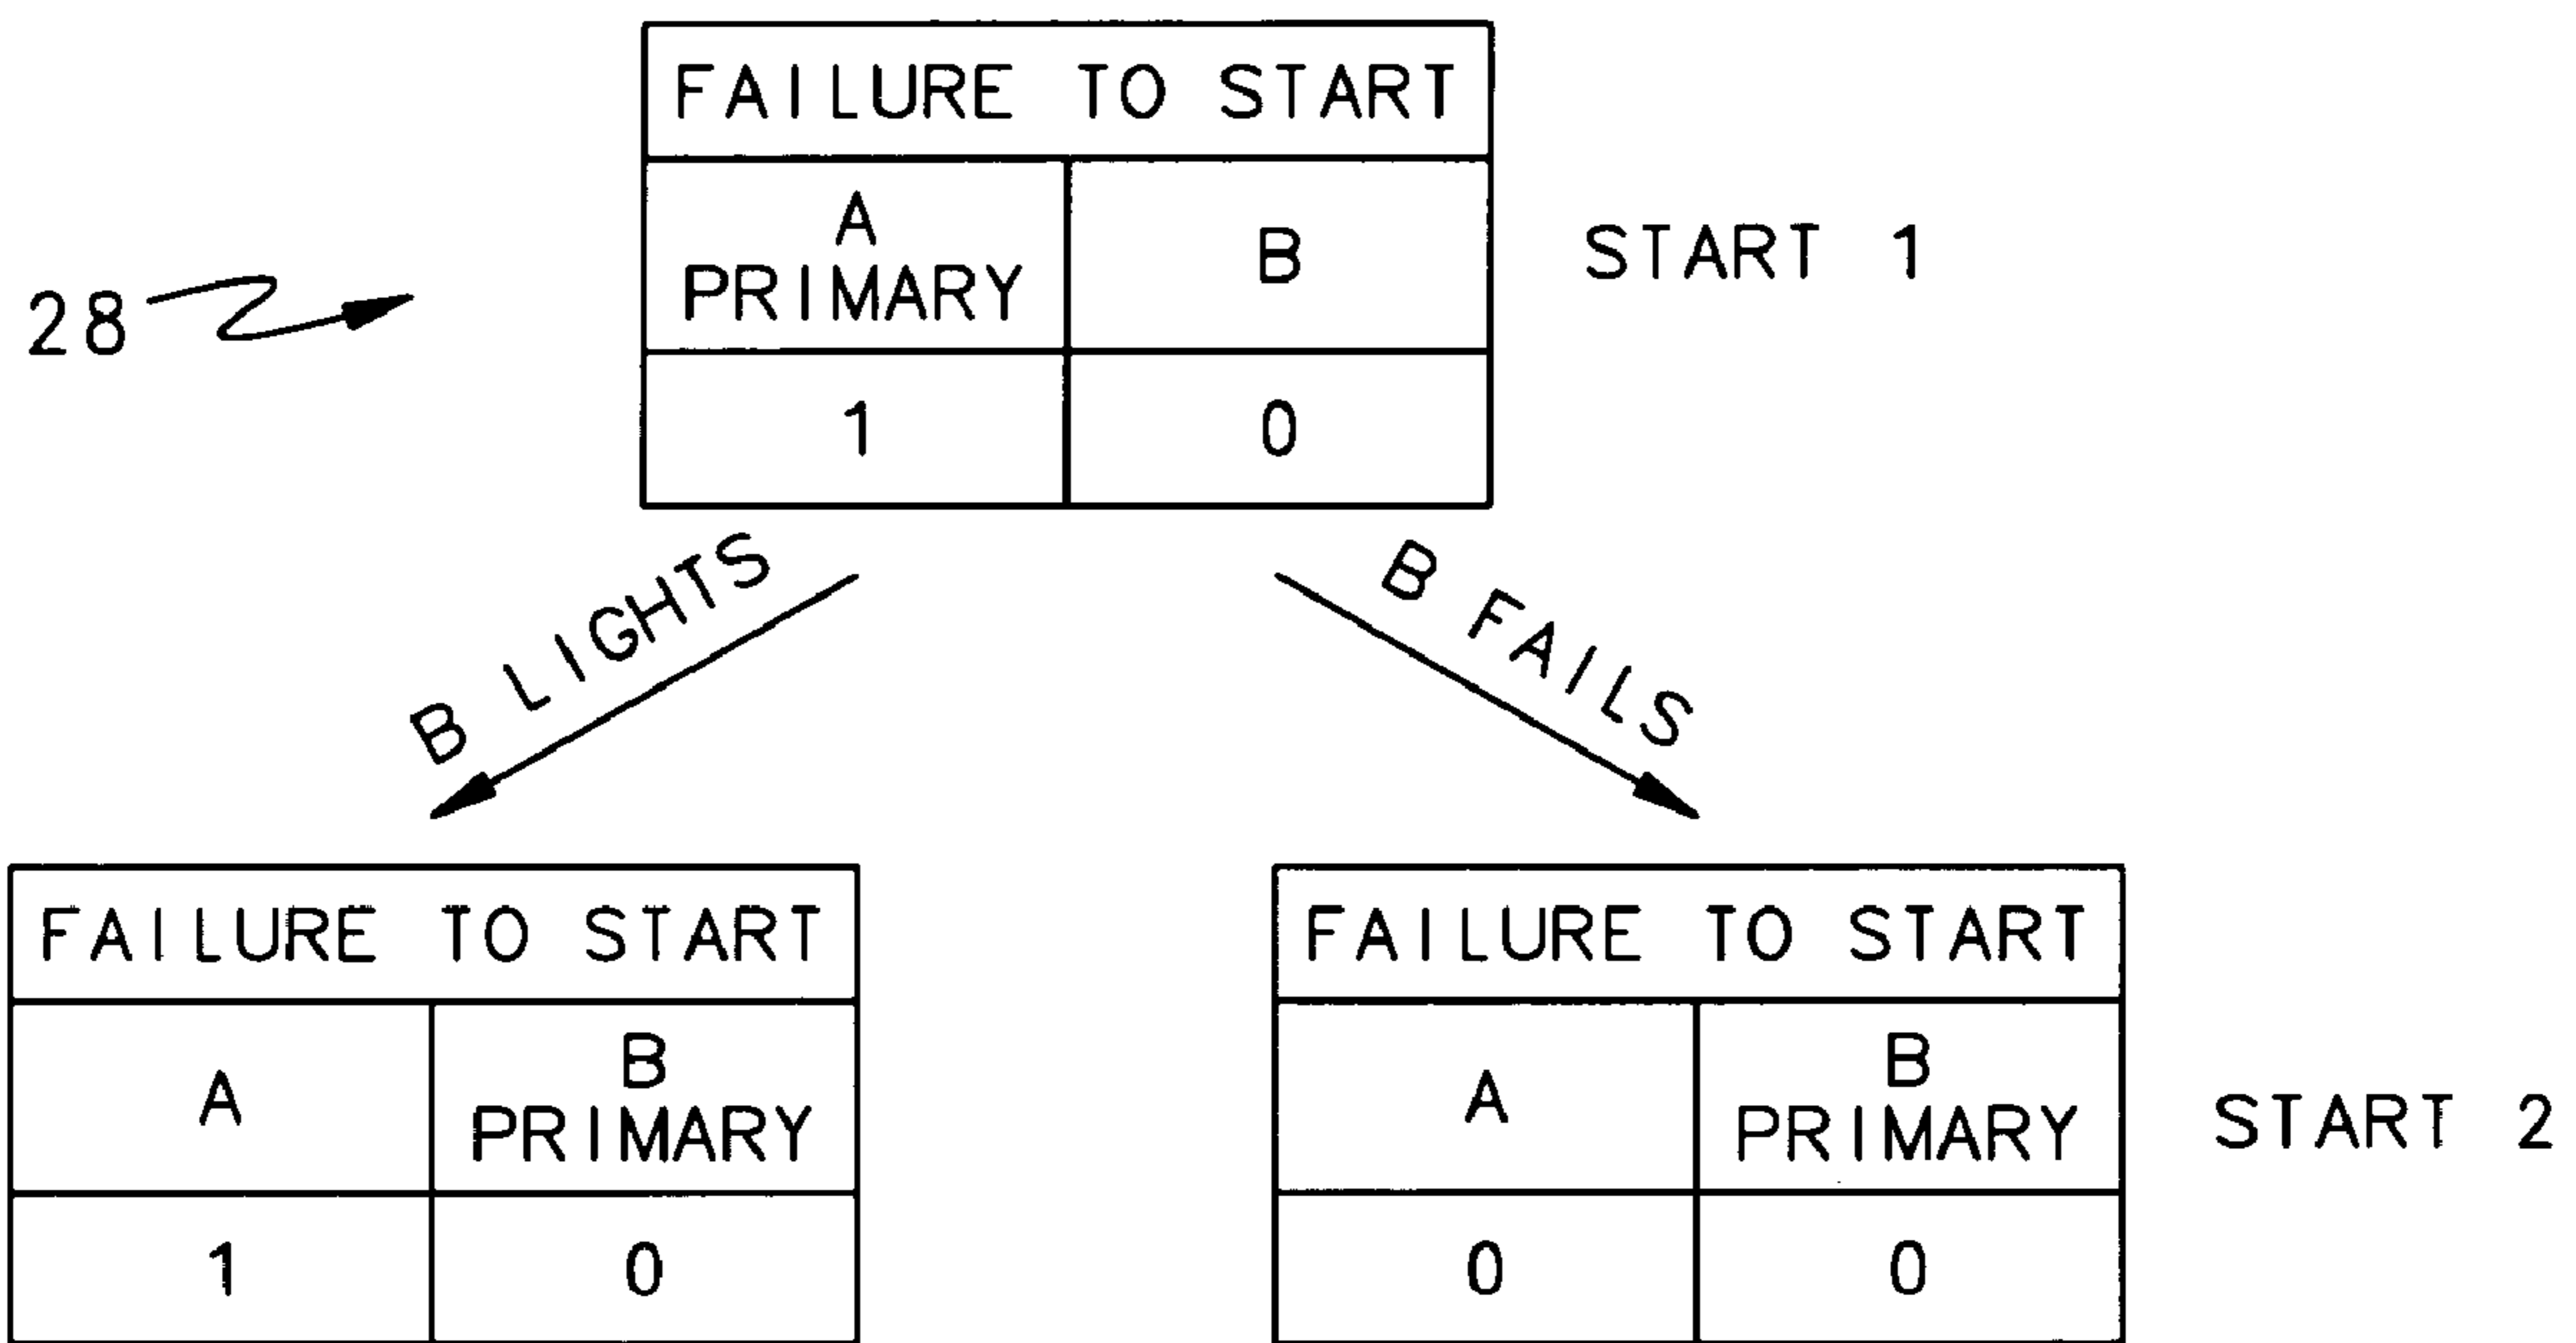 FAILURE TO START
A
PRIMARY
B
START 1
28
1 0
B LIGHTS
B FAILS
FAILURE TO START
A
B
PRIMARY
1 0
FAILURE TO START
A
B
PRIMARY
START 2
0 0